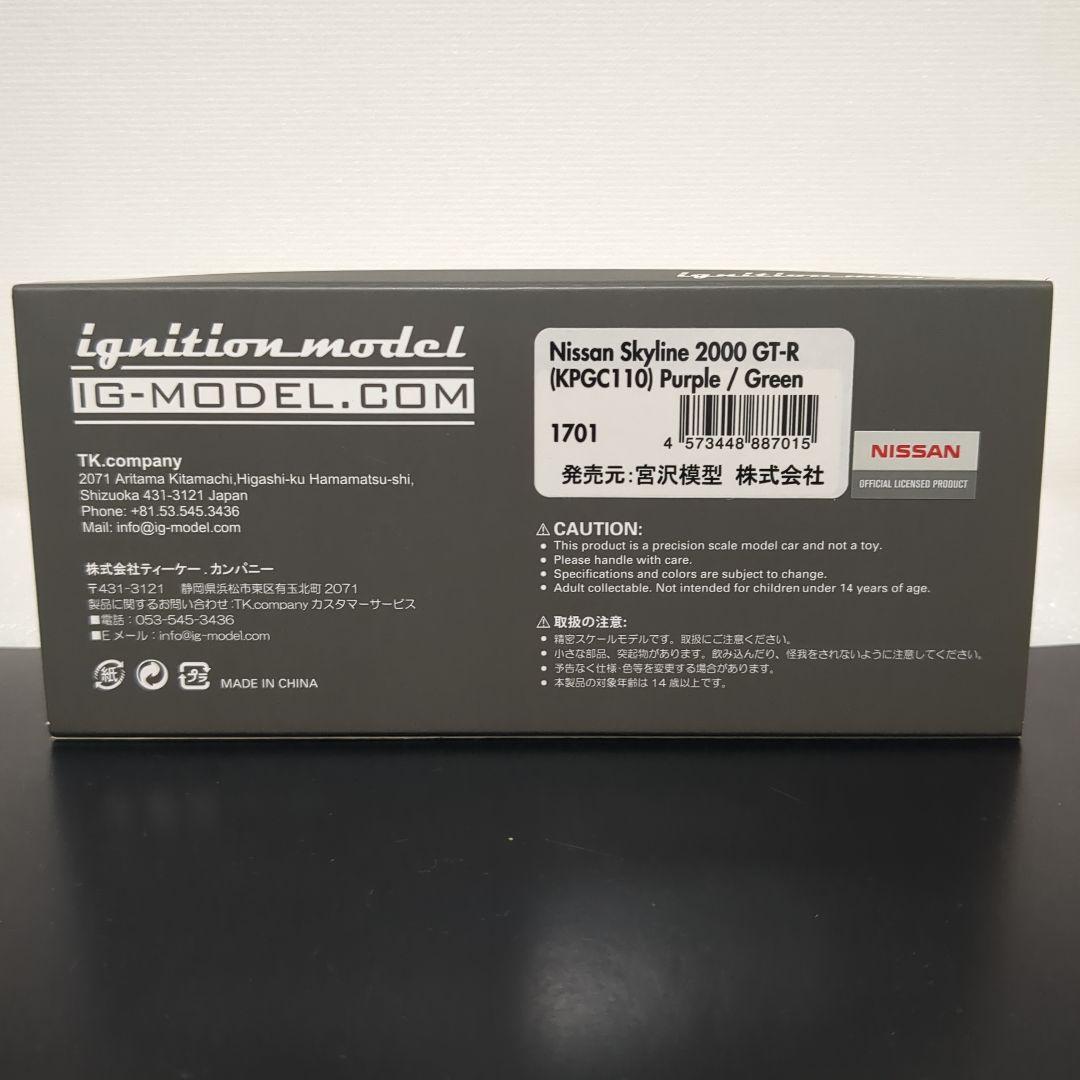 ignition model
ignition model
IG-MODEL.COM
TK.company
2071 Aritama Kitamachi,Higashi-ku Hamamatsu-shi,
Shizuoka 431-3121 Japan
Phone: +81.53.545.3436
Mail: info@ig-model.com
株式会社ティーケー.カンパニー
〒431-3121 静岡県浜松市東区有玉北町 2071
製品に関するお問い合わせ:TK.company カスタマーサービス
■電話:053-545-3436
■E メール:info@ig-model.com
紙 プラ MADE IN CHINA
Nissan Skyline 2000 GT-R
(KPGC110) Purple / Green
1701
4 573448 887015
発売元:宮沢模型 株式会社
NISSAN
OFFICIAL LICENSED PRODUCT
⚠ CAUTION:
● This product is a precision scale model car and not a toy.
● Please handle with care.
● Specifications and colors are subject to change.
● Adult collectable. Not intended for children under 14 years of age.
⚠ 取扱の注意:
● 精密スケールモデルです。取扱にご注意ください。
● 小さな部品、突起物があります。飲み込んだり、怪我をされないように注意してください。
● 予告なく仕様・色等を変更する場合があります。
● 本製品の対象年齢は 14 歳以上です。